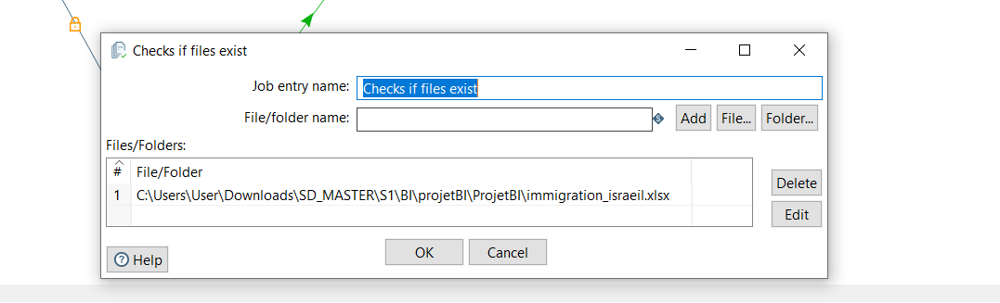 Checks if files exist
Job entry name: Checks if files exist
File/folder name: Add File... Folder...
Files/Folders:
# File/Folder
1 C:\Users\User\Downloads\SD_MASTER\S1\BI\projetBI\ProjetBI\immigration_israeil.xlsx
Delete
Edit
OK Cancel
Help